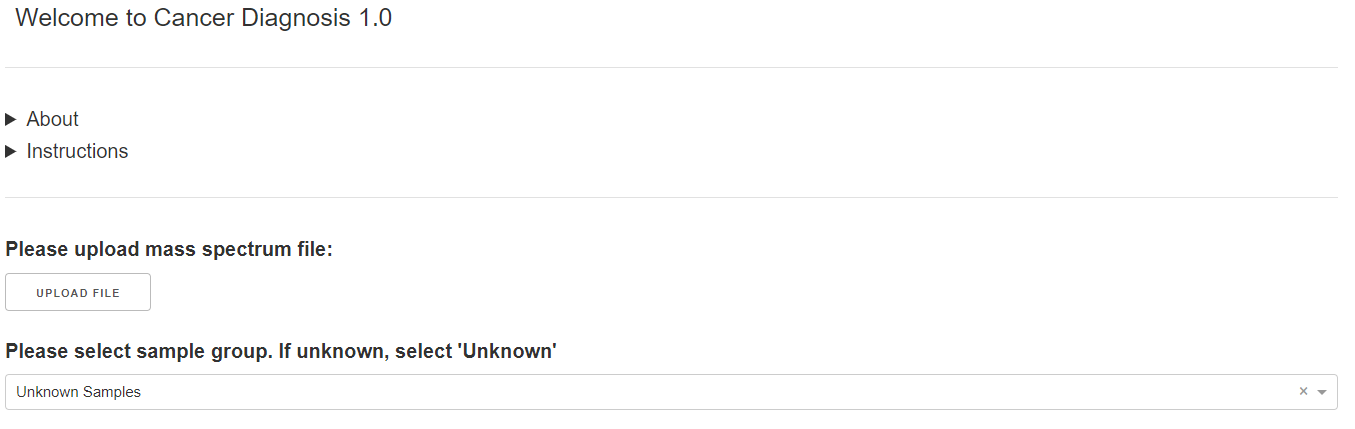 Welcome to Cancer Diagnosis 1.0
About
Instructions
Please upload mass spectrum file:
UPLOAD FILE
Please select sample group. If unknown, select 'Unknown'
Unknown Samples